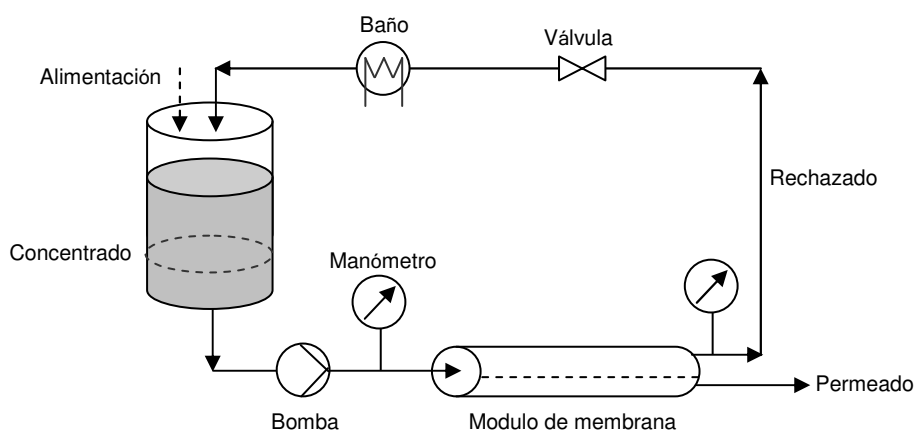 Baño
Válvula
Alimentación
Rechazado
Concentrado
Manómetro
Permeado
Bomba
Modulo de membrana